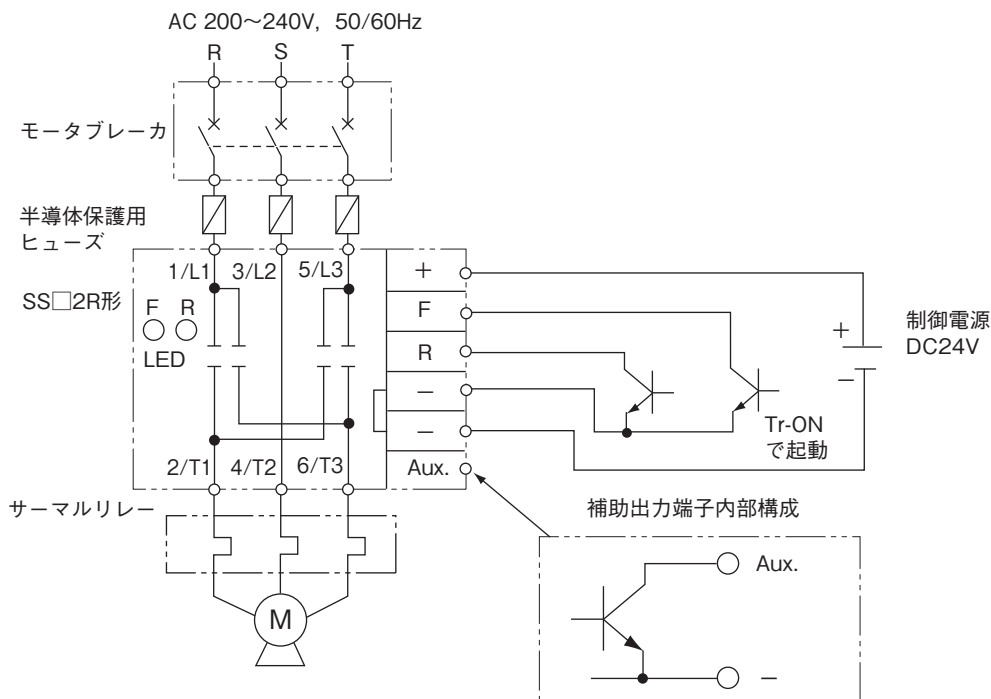 AC 200～240V, 50/60Hz
R S T
モータブレーカ
半導体保護用
ヒューズ
1/L1 3/L2 5/L3
SS□2R形
F R
LED
2/T1 4/T2 6/T3
+
F
R
−
−
Aux.
+
−
制御電源
DC24V
Tr-ON
で起動
サーマルリレー
M
補助出力端子内部構成
Aux.
−